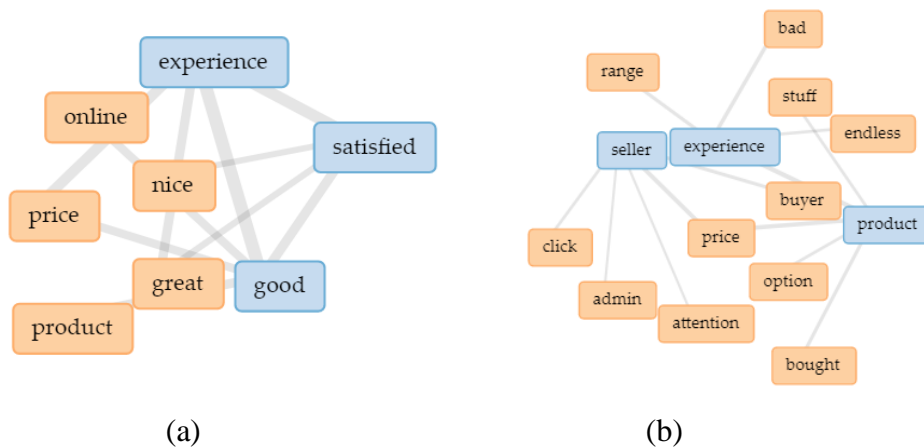 experience
online
satisfied
nice
price
great
good
product
(a)
bad
range
stuff
endless
seller
experience
buyer
product
price
click
option
admin
attention
bought
(b)